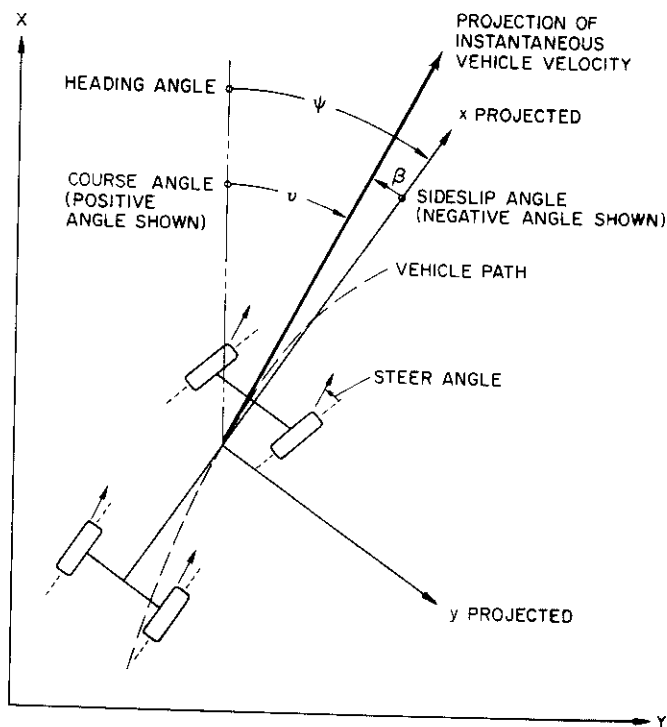 X
PROJECTION OF
INSTANTANEOUS
VEHICLE VELOCITY
HEADING ANGLE
ψ
x PROJECTED
COURSE ANGLE
(POSITIVE
ANGLE SHOWN)
υ
β
SIDESLIP ANGLE
(NEGATIVE ANGLE SHOWN)
VEHICLE PATH
STEER ANGLE
y PROJECTED
Y